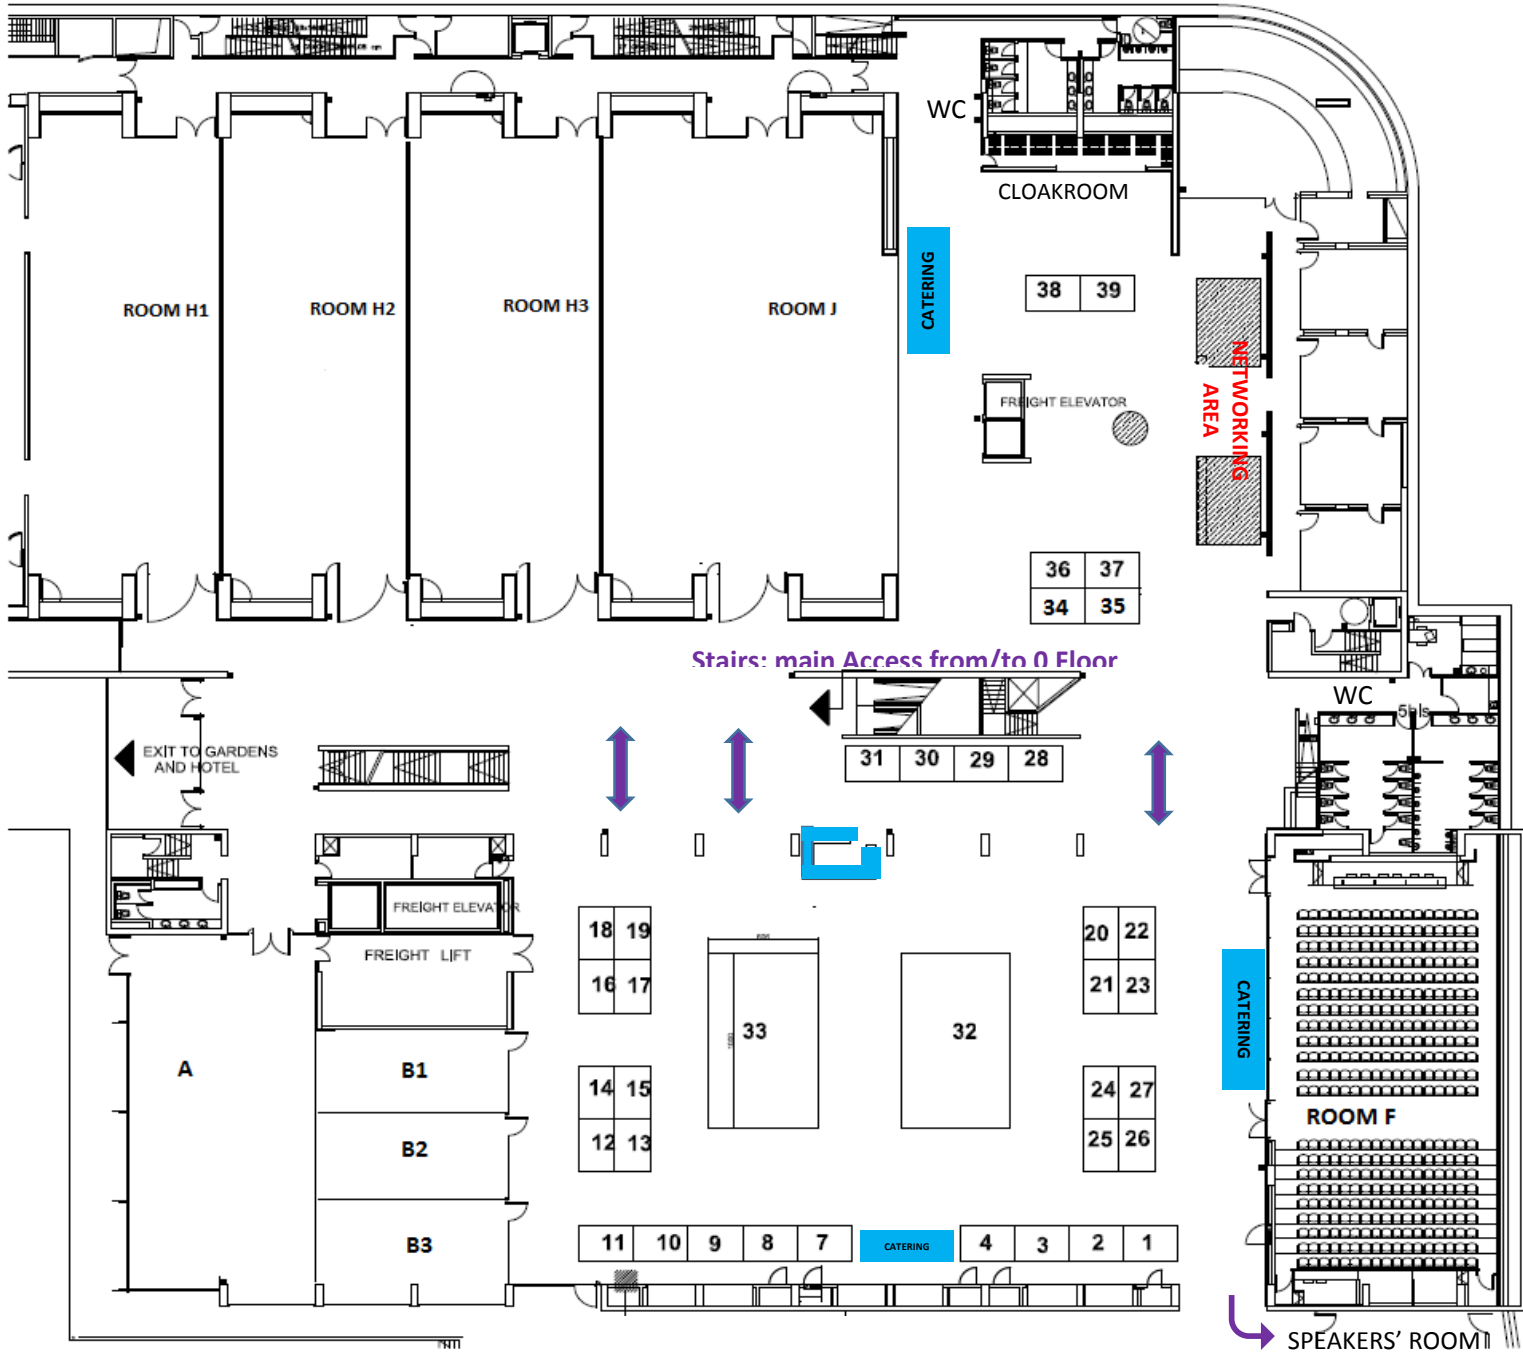 WC
CLOAKROOM
CATERING
38 39
ROOM H1
ROOM H2
ROOM H3
ROOM J
NETWORKING
AREA
FREIGHT ELEVATOR
36 37
34 35
Stairs: main Access from/to 0 Floor
WC
EXIT TO GARDENS
AND HOTEL
31 30 29 28
FREIGHT ELEVATOR
FREIGHT LIFT
18 19
16 17
20 22
21 23
33
32
CATERING
A
B1
B2
B3
14 15
12 13
24 27
25 26
ROOM F
11 10 9 8 7
CATERING
4 3 2 1
SPEAKERS' ROOM